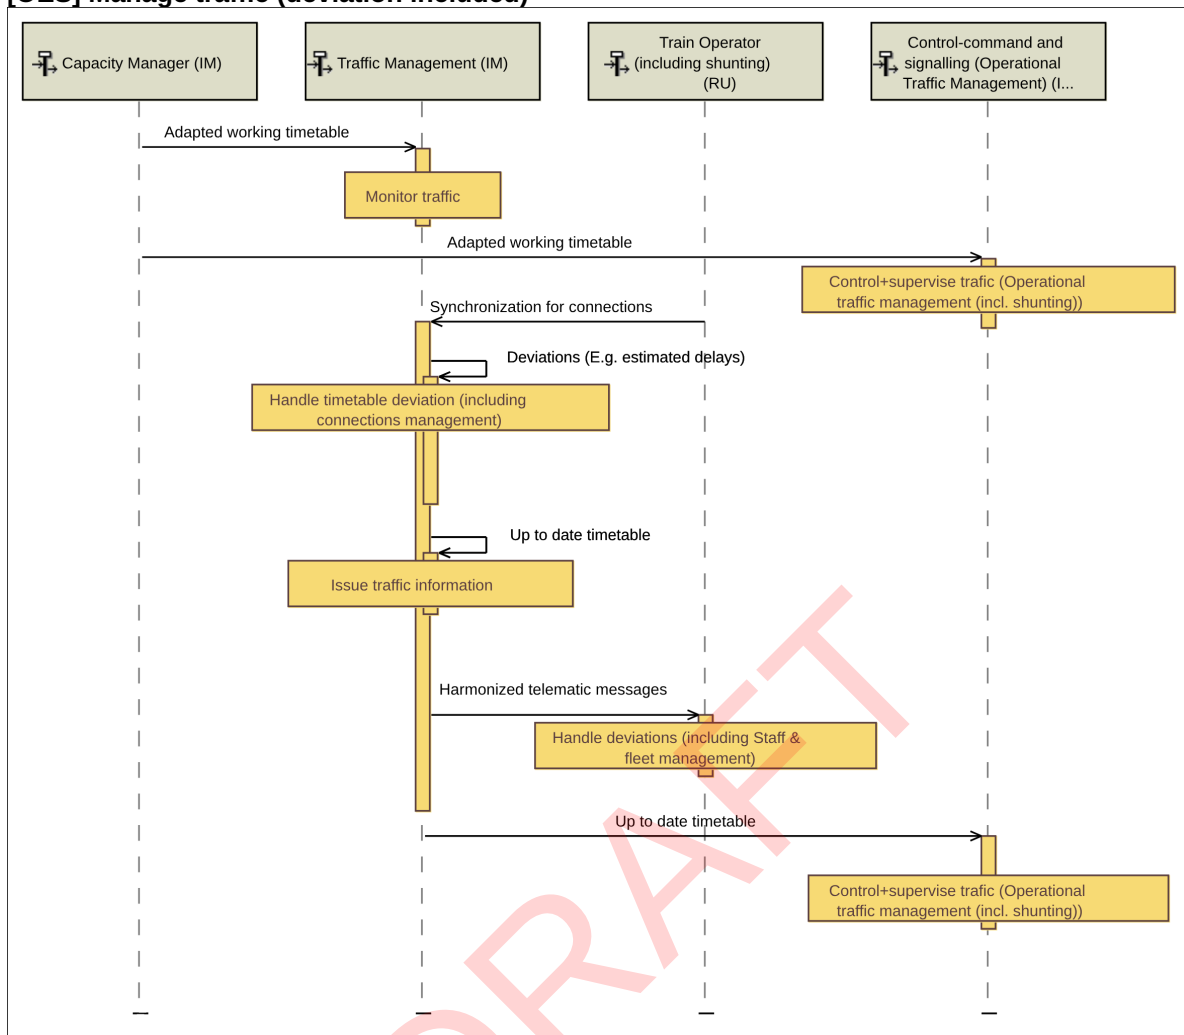 [OES] Manage traffic (deviation included)
Capacity Manager (IM)
Traffic Management (IM)
Train Operator
(including shunting)
(RU)
Control-command and
signalling (Operational
Traffic Management) (I...
Adapted working timetable
Monitor traffic
Adapted working timetable
Control+supervise trafic (Operational
traffic management (incl. shunting))
Synchronization for connections
Deviations (E.g. estimated delays)
Handle timetable deviation (including
connections management)
Up to date timetable
Issue traffic information
Harmonized telematic messages
Handle deviations (including Staff &
fleet management)
Up to date timetable
Control+supervise trafic (Operational
traffic management (incl. shunting))
DRAFT